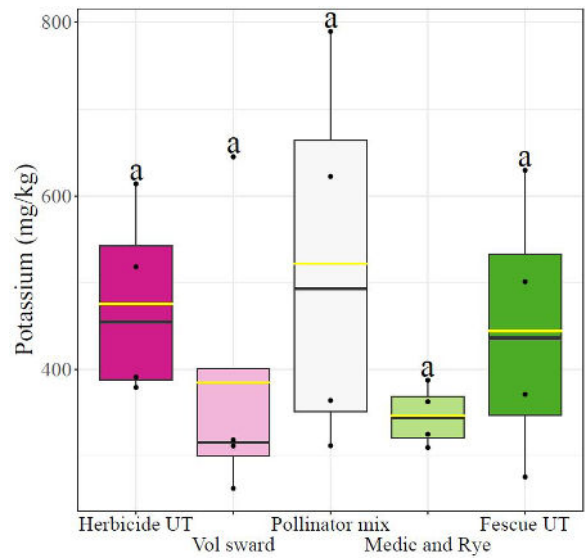 800
600
400
Potassium (mg/kg)
a
a
a
a
a
Herbicide UT
Vol sward
Pollinator mix
Medic and Rye
Fescue UT